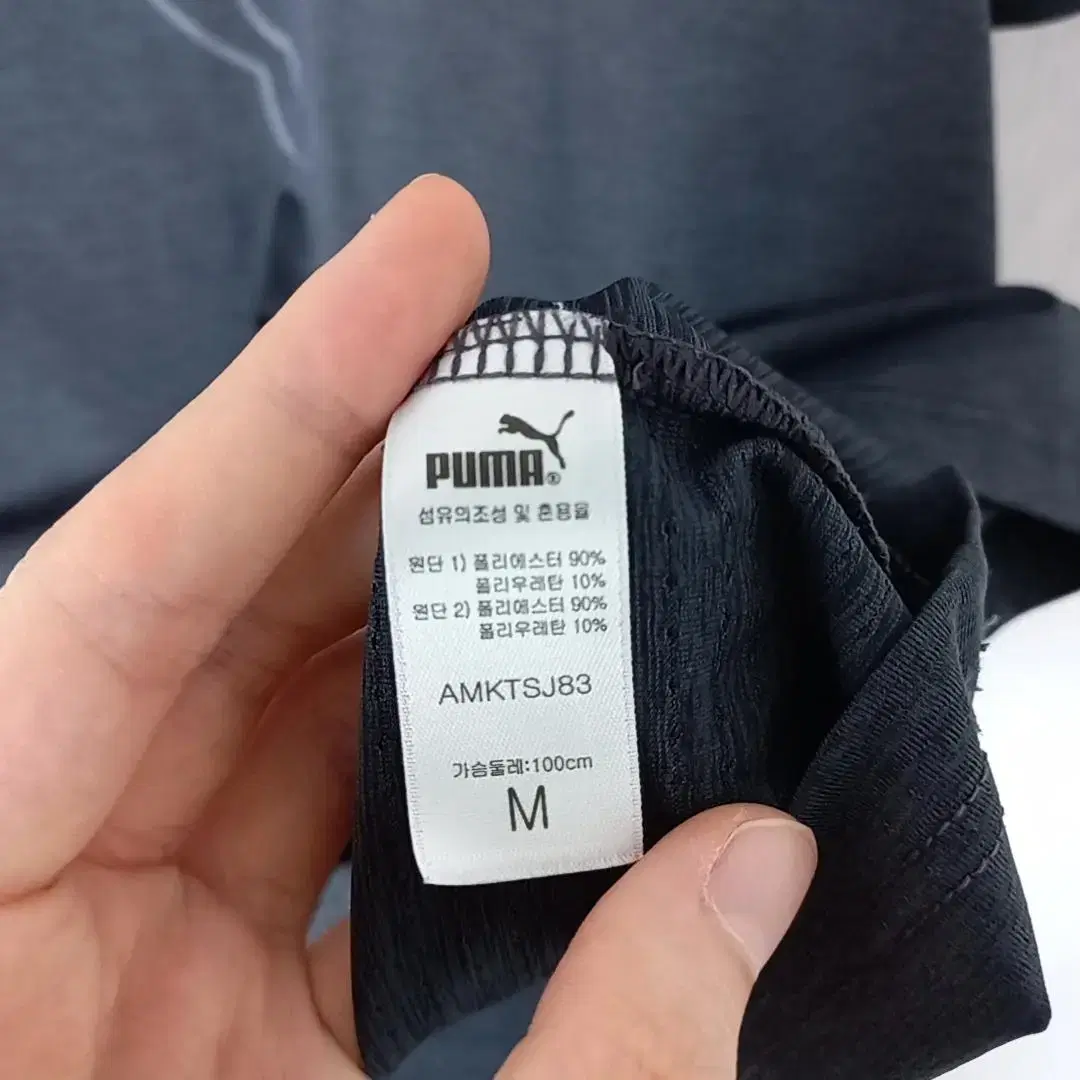 PUMA®
섬유의조성 및 혼용율
원단 1) 폴리에스터 90%
폴리우레탄 10%
원단 2) 폴리에스터 90%
폴리우레탄 10%
AMKTSJ83
가슴둘레:100cm
M